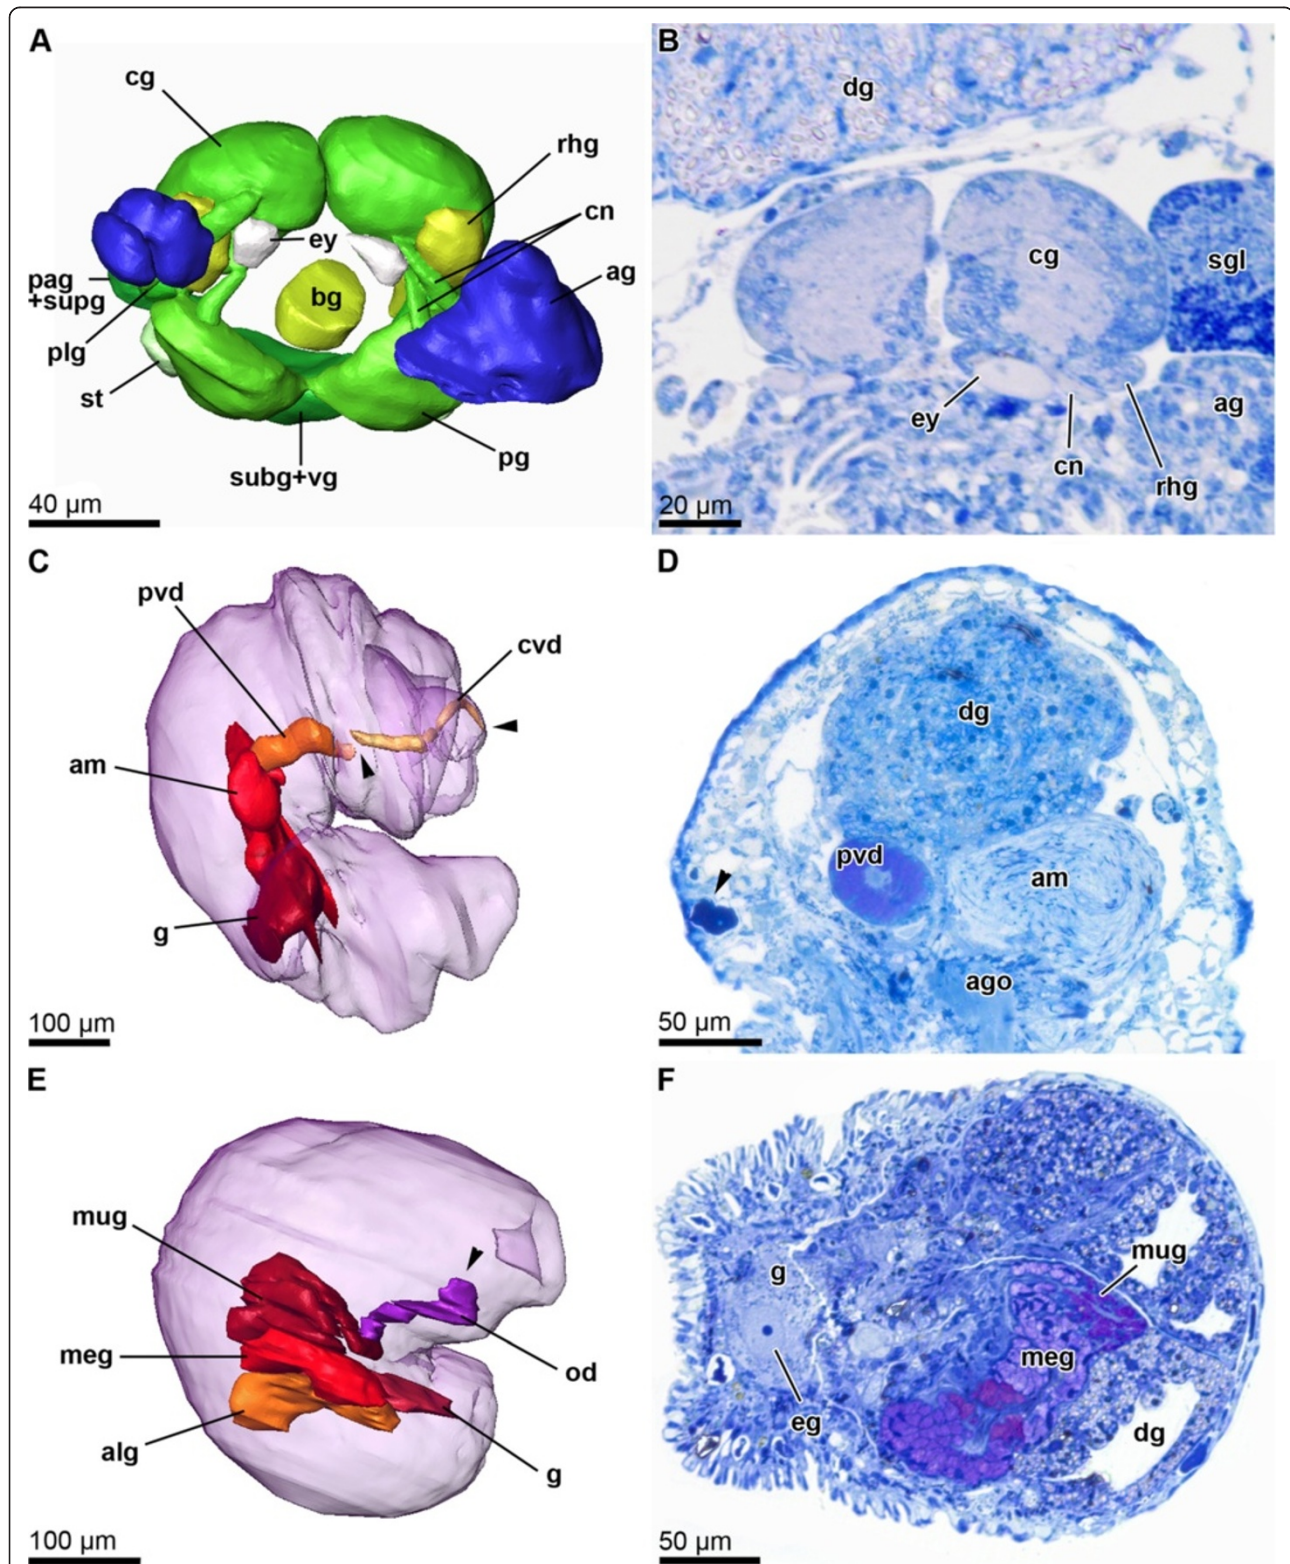 A
cg
rhg
cn
ey
ag
pag
+supg
bg
plg
st
pg
subg+vg
40 µm
B
dg
cg
sgl
ey
ag
cn
rhg
20 µm
C
pvd
cvd
am
g
100 µm
D
dg
pvd
am
ago
50 µm
E
mug
meg
od
alg
g
100 µm
F
g
mug
meg
eg
dg
50 µm